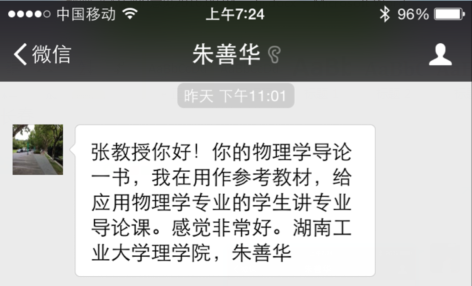 中国移动 上午7:24 96%
微信 朱善华
昨天 下午11:01
张教授你好！你的物理学导论
一书，我在用作参考教材，给
应用物理学专业的学生讲专业
导论课。感觉非常好。湖南工
业大学理学院，朱善华